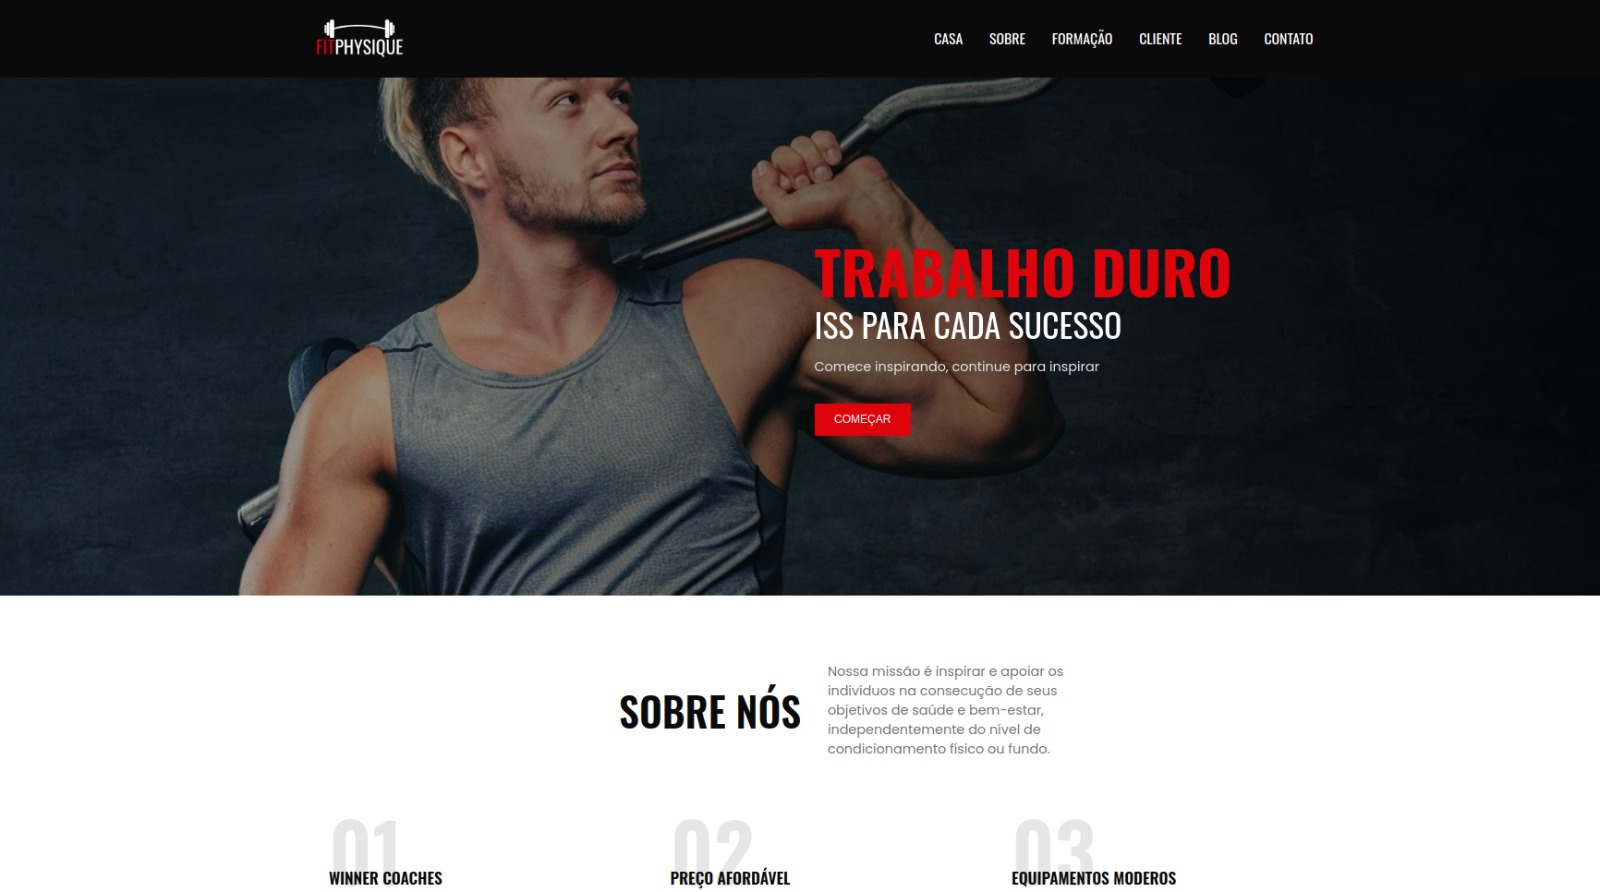 FITPHYSIQUE
CASA SOBRE FORMAÇÃO CLIENTE BLOG CONTATO
TRABALHO DURO
ISS PARA CADA SUCESSO
Comece inspirando, continue para inspirar
COMEÇAR
SOBRE NÓS
Nossa missão é inspirar e apoiar os
indivíduos na consecução de seus
objetivos de saúde e bem-estar,
independentemente do nível de
condicionamento físico ou fundo.
01
WINNER COACHES
02
PREÇO AFORDÁVEL
03
EQUIPAMENTOS MODEROS